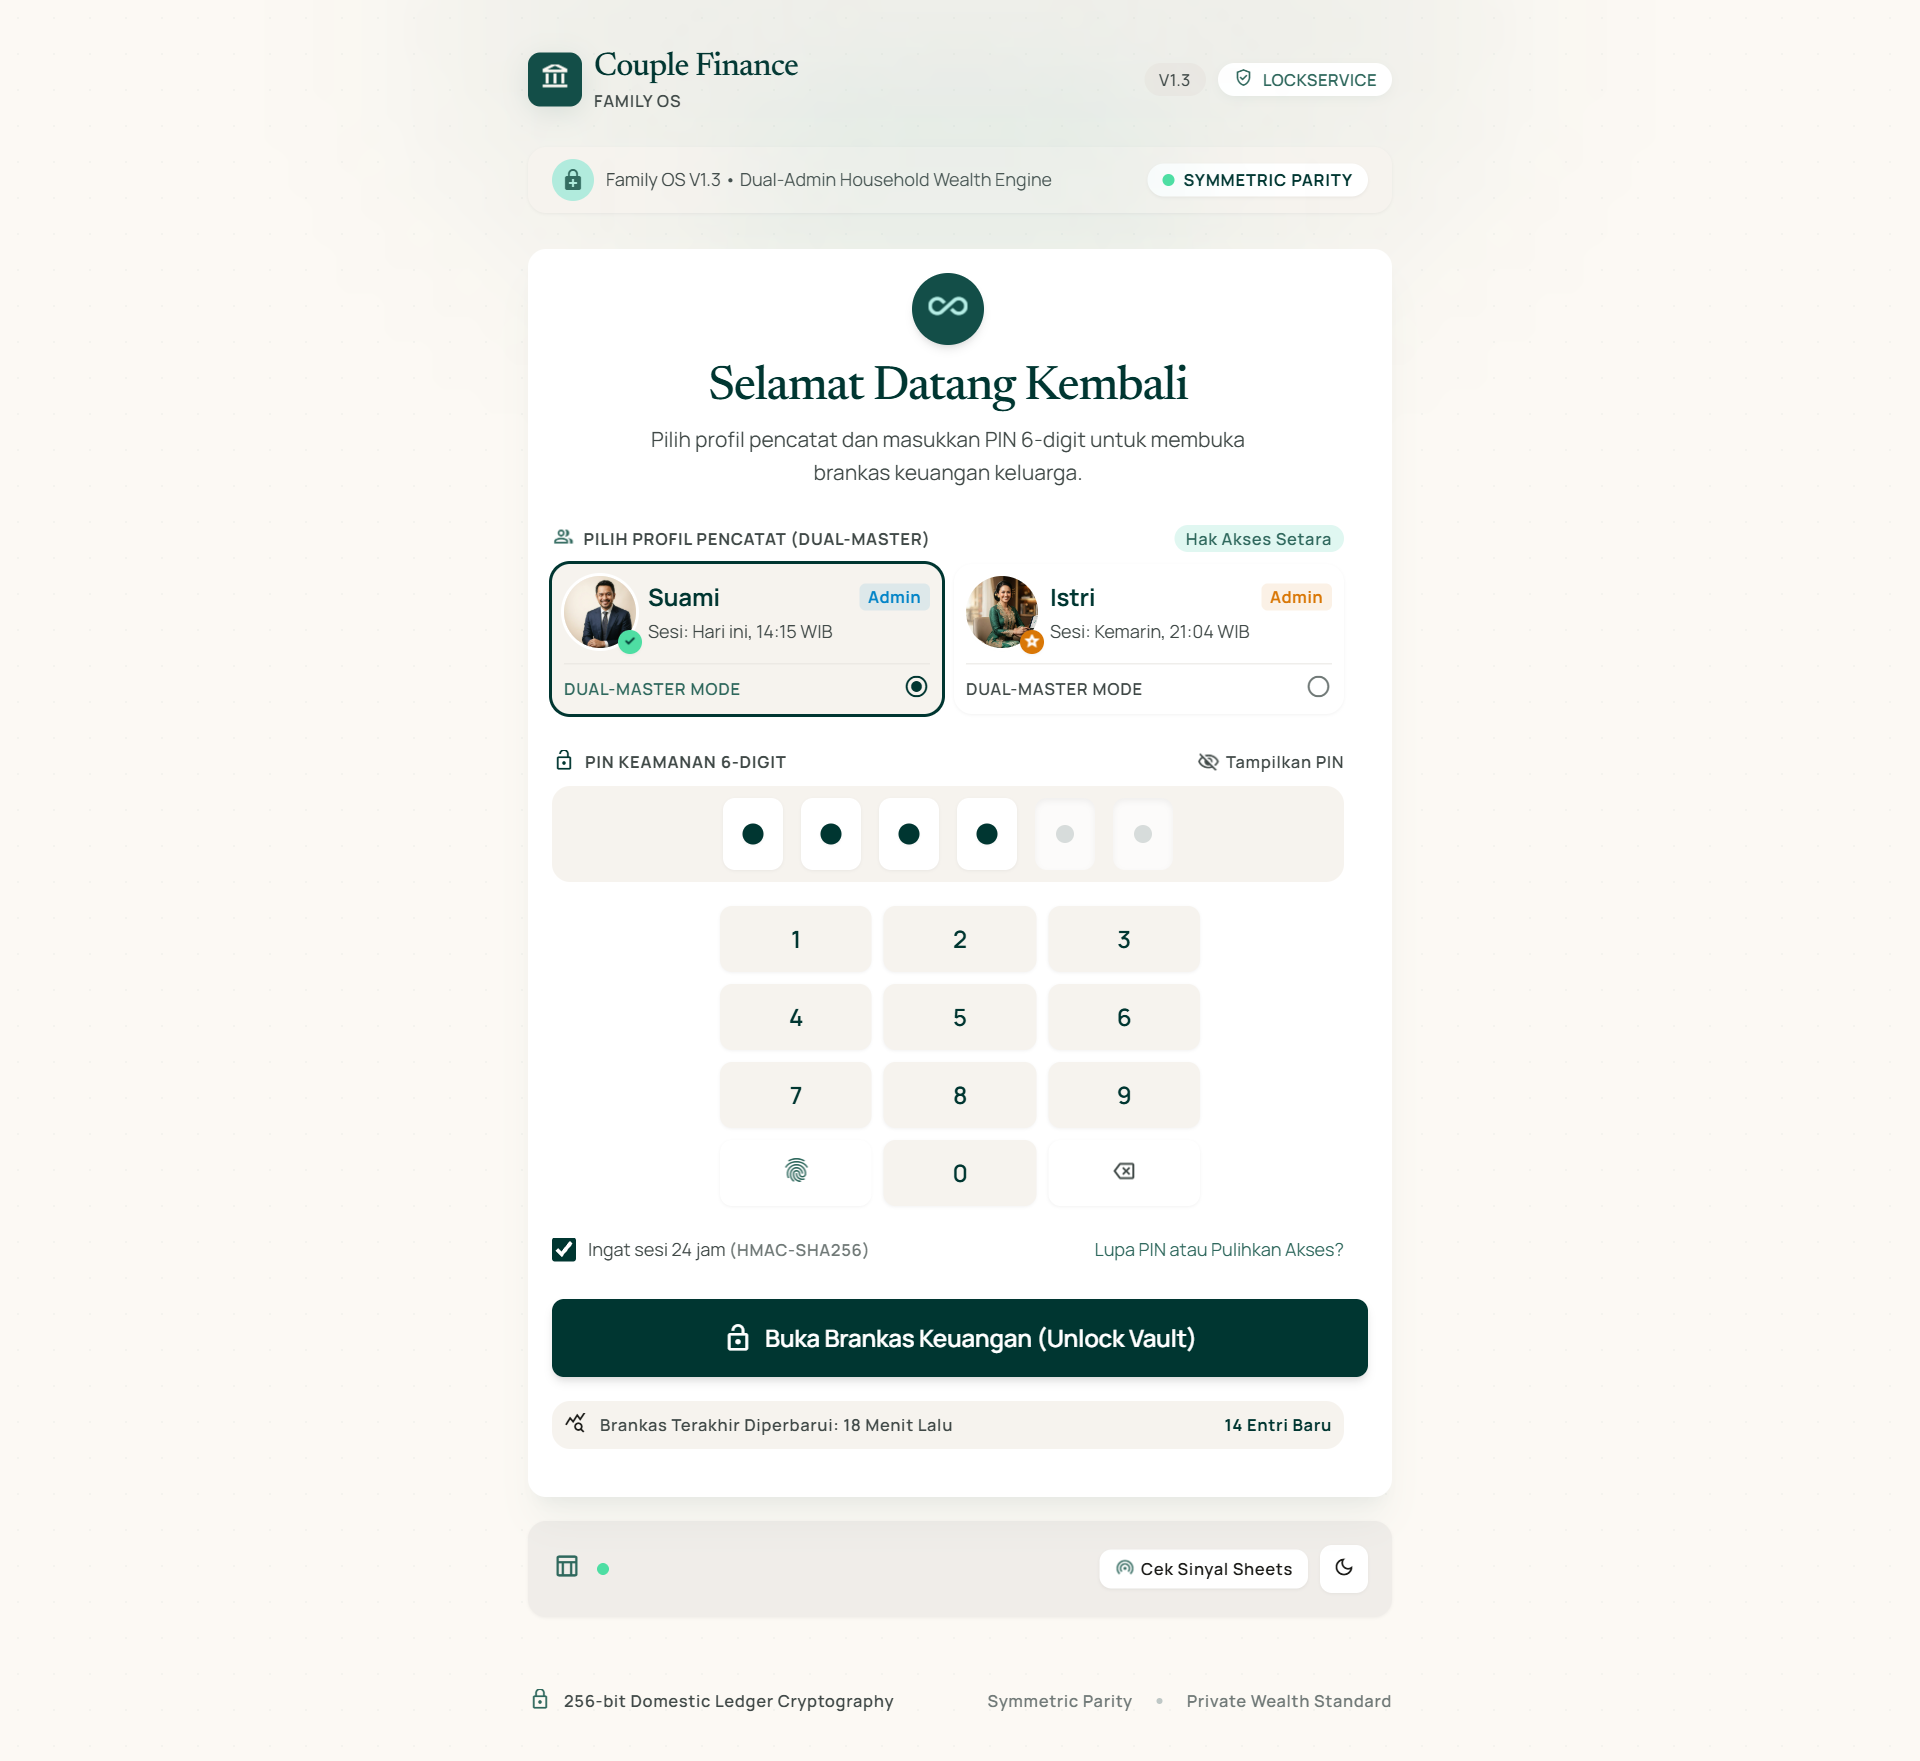 Couple Finance
FAMILY OS
V1.3
LOCKSERVICE
Family OS V1.3 • Dual-Admin Household Wealth Engine
SYMMETRIC PARITY
Selamat Datang Kembali
Pilih profil pencatat dan masukkan PIN 6-digit untuk membuka
brankas keuangan keluarga.
PILIH PROFIL PENCATAT (DUAL-MASTER)
Hak Akses Setara
Suami
Admin
Sesi: Hari ini, 14:15 WIB
DUAL-MASTER MODE
Istri
Admin
Sesi: Kemarin, 21:04 WIB
DUAL-MASTER MODE
PIN KEAMANAN 6-DIGIT
Tampilkan PIN
1 2 3
4 5 6
7 8 9
0
Ingat sesi 24 jam (HMAC-SHA256)
Lupa PIN atau Pulihkan Akses?
Buka Brankas Keuangan (Unlock Vault)
Brankas Terakhir Diperbarui: 18 Menit Lalu
14 Entri Baru
Cek Sinyal Sheets
256-bit Domestic Ledger Cryptography
Symmetric Parity • Private Wealth Standard